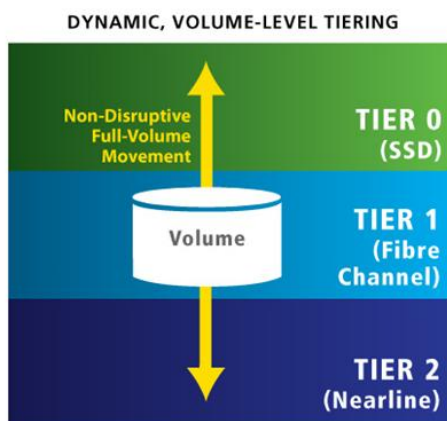 DYNAMIC, VOLUME-LEVEL TIERING
Non-Disruptive
Full-Volume
Movement
TIER 0
(SSD)
Volume
TIER 1
(Fibre
Channel)
TIER 2
(Nearline)